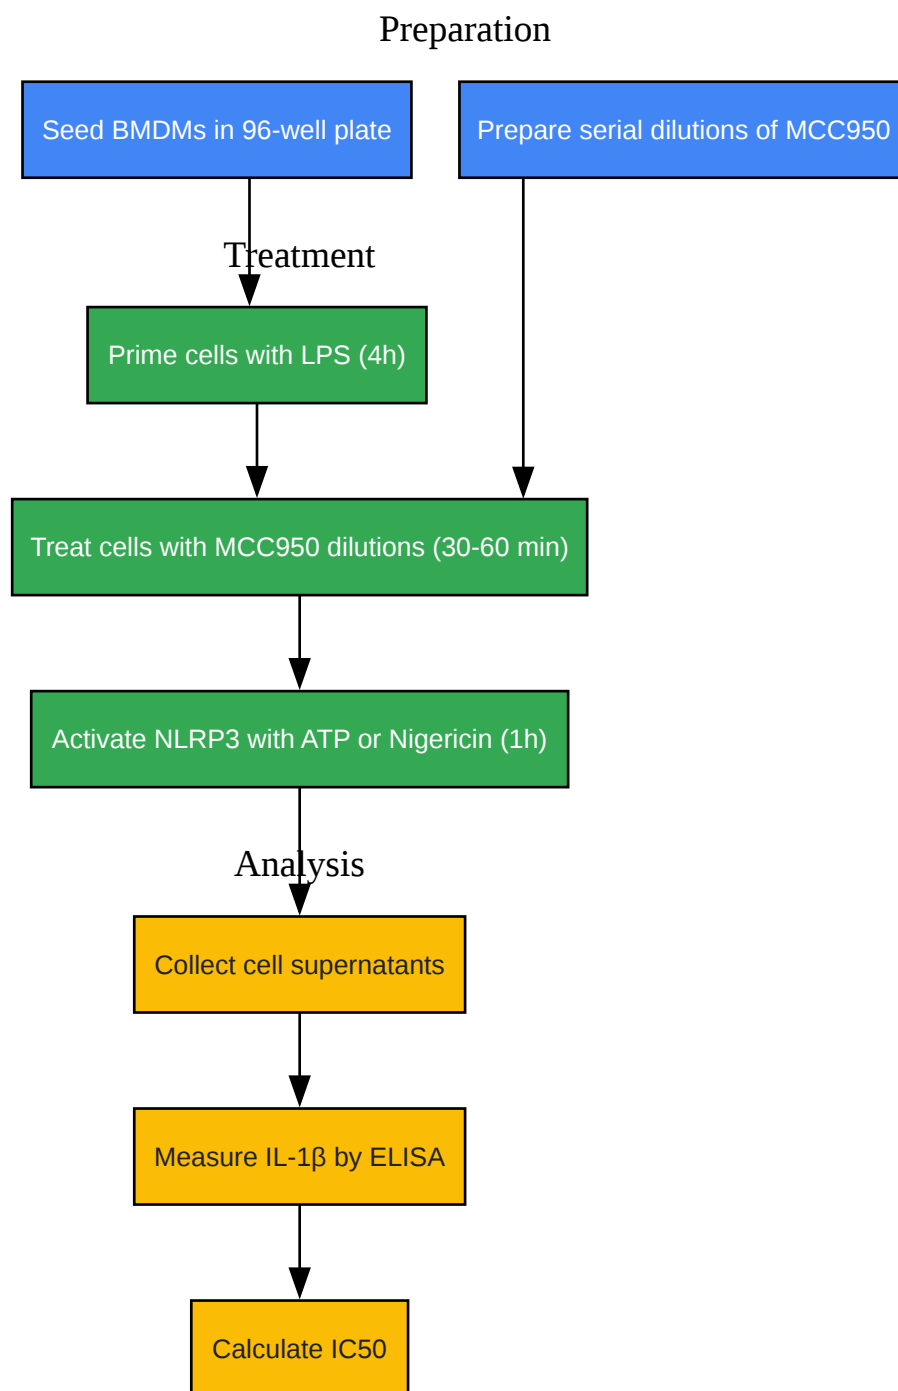 Preparation
Seed BMDMs in 96-well plate
Prepare serial dilutions of MCC950
Treatment
Prime cells with LPS (4h)
Treat cells with MCC950 dilutions (30-60 min)
Activate NLRP3 with ATP or Nigericin (1h)
Analysis
Collect cell supernatants
Measure IL-1β by ELISA
Calculate IC50